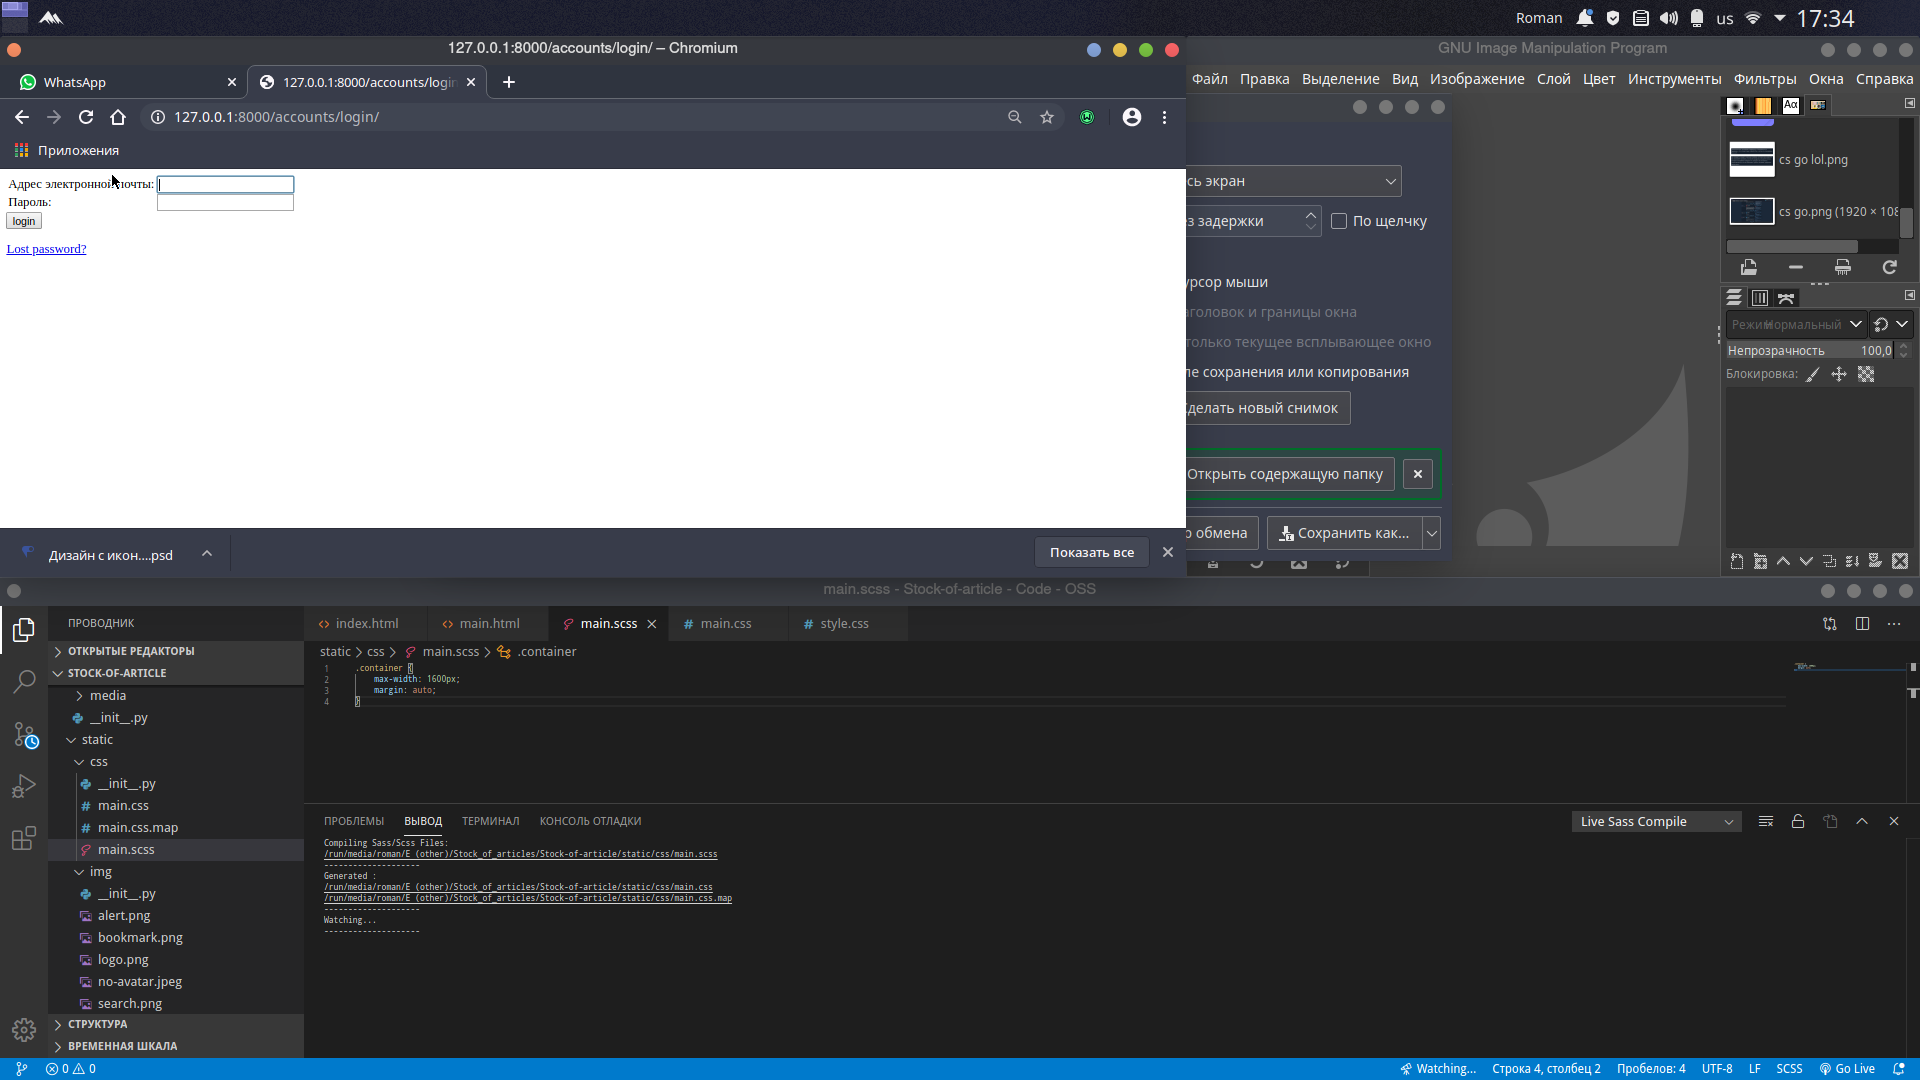 Roman
us
17:34
127.0.0.1:8000/accounts/login/ – Chromium
WhatsApp
127.0.0.1:8000/accounts/login
127.0.0.1:8000/accounts/login/
Приложения
Адрес электронной почты:
Пароль:
login
Lost password?
Дизайн с икон....psd
Показать все
GNU Image Manipulation Program
Файл Правка Выделение Вид Изображение Слой Цвет Инструменты Фильтры Окна Справка
сь экран
ез задержки
По щелчку
урсор мыши
аголовок и границы окна
только текущее всплывающее окно
ле сохранения или копирования
Сделать новый снимок
Открыть содержащую папку
о обмена
Сохранить как...
Aα
cs go lol.png
cs go.png (1920 × 108
Режим Нормальный
Непрозрачность 100,0
Блокировка:
main.scss - Stock-of-article - Code - OSS
ПРОВОДНИК
ОТКРЫТЫЕ РЕДАКТОРЫ
STOCK-OF-ARTICLE
media
__init__.py
static
css
__init__.py
main.css
main.css.map
main.scss
img
__init__.py
alert.png
bookmark.png
logo.png
no-avatar.jpeg
search.png
СТРУКТУРА
ВРЕМЕННАЯ ШКАЛА
index.html
main.html
main.scss
main.css
style.css
static > css > main.scss > .container
1 .container {
2 max-width: 1600px;
3 margin: auto;
4 }
ПРОБЛЕМЫ ВЫВОД ТЕРМИНАЛ КОНСОЛЬ ОТЛАДКИ
Live Sass Compile
Compiling Sass/Scss Files:
/run/media/roman/E (other)/Stock_of_articles/Stock-of-article/static/css/main.scss
--------------------
Generated :
/run/media/roman/E (other)/Stock_of_articles/Stock-of-article/static/css/main.css
/run/media/roman/E (other)/Stock_of_articles/Stock-of-article/static/css/main.css.map
--------------------
Watching...
--------------------
0 0
Watching...
Строка 4, столбец 2
Пробелов: 4
UTF-8
LF
SCSS
Go Live